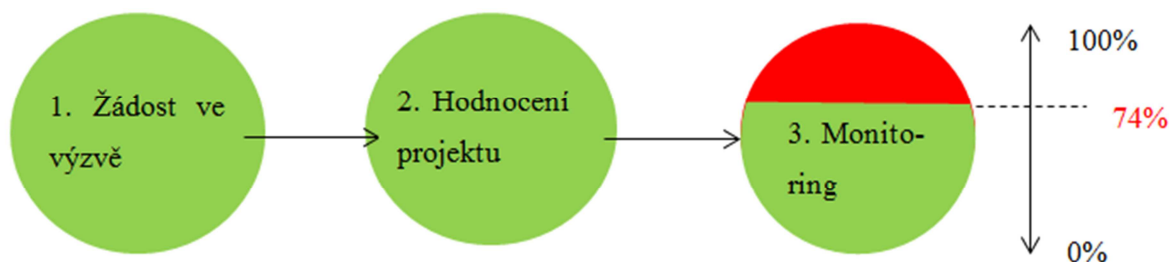 1. Žádost ve
výzvě
2. Hodnocení
projektu
3. Monito-
ring
100%
74%
0%